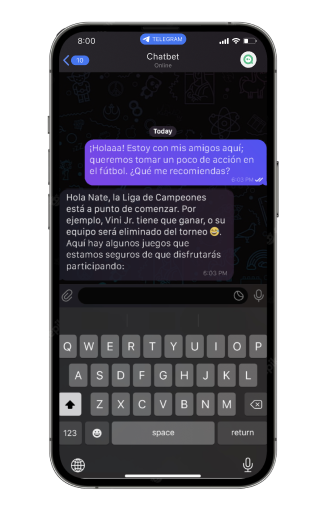 8:00
TELEGRAM
10
Chatbet
Online
Today
¡Holaaa! Estoy con mis amigos aquí;
queremos tomar un poco de acción en
el fútbol. ¿Qué me recomiendas?
6:02 PM
Hola Nate, la Liga de Campeones
está a punto de comenzar. Por
ejemplo, Vini Jr. tiene que ganar, o su
equipo será eliminado del torneo 😅.
Aquí hay algunos juegos que
estamos seguros de que disfrutarás
participando:
6:03 PM
Q W E R T Y U I O P
A S D F G H J K L
Z X C V B N M
123 space return